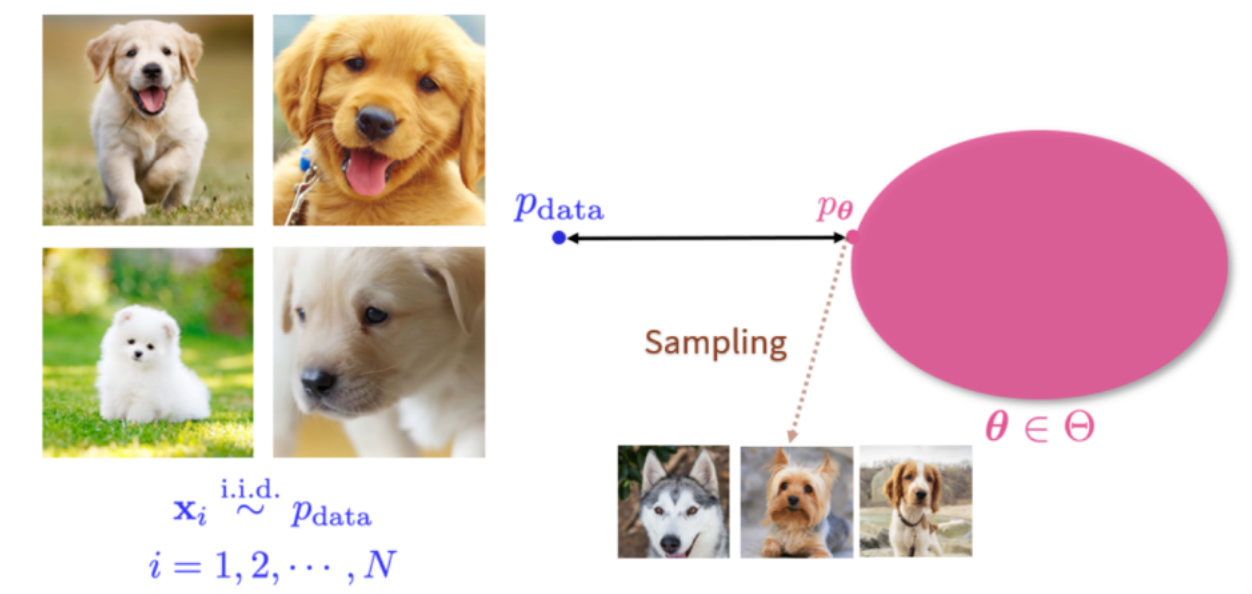 p_data
p_θ
Sampling
θ ∈ Θ
x_i i.i.d. ~ p_data
i = 1, 2, ⋯ , N